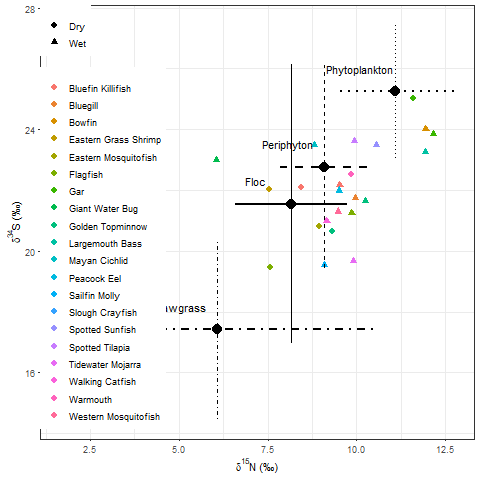 28
24
20
16
δ34S (‰)
Dry
Wet
Bluefin Killifish
Bluegill
Bowfin
Eastern Grass Shrimp
Eastern Mosquitofish
Flagfish
Gar
Giant Water Bug
Golden Topminnow
Largemouth Bass
Mayan Cichlid
Peacock Eel
Sailfin Molly
Slough Crayfish
Spotted Sunfish
Spotted Tilapia
Tidewater Mojarra
Walking Catfish
Warmouth
Western Mosquitofish
Phytoplankton
Periphyton
Floc
awgrass
2.5 5.0 7.5 10.0 12.5
δ15N (‰)